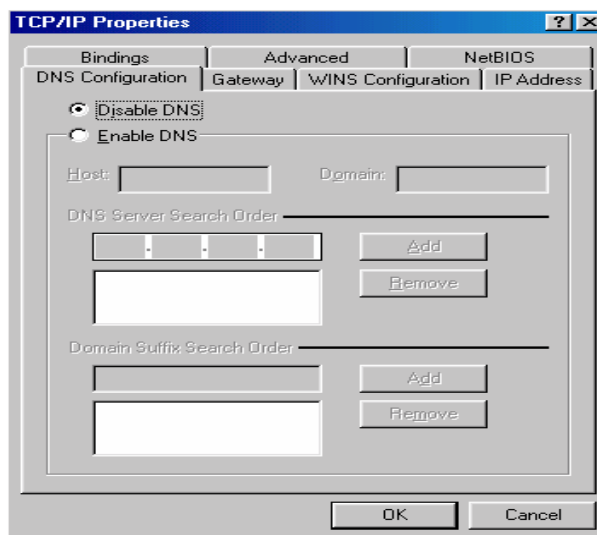 TCP/IP Properties
Bindings
Advanced
NetBIOS
DNS Configuration
Gateway
WINS Configuration
IP Address
Disable DNS
Enable DNS
Host:
Domain:
DNS Server Search Order
Add
Remove
Domain Suffix Search Order
Add
Remove
OK
Cancel